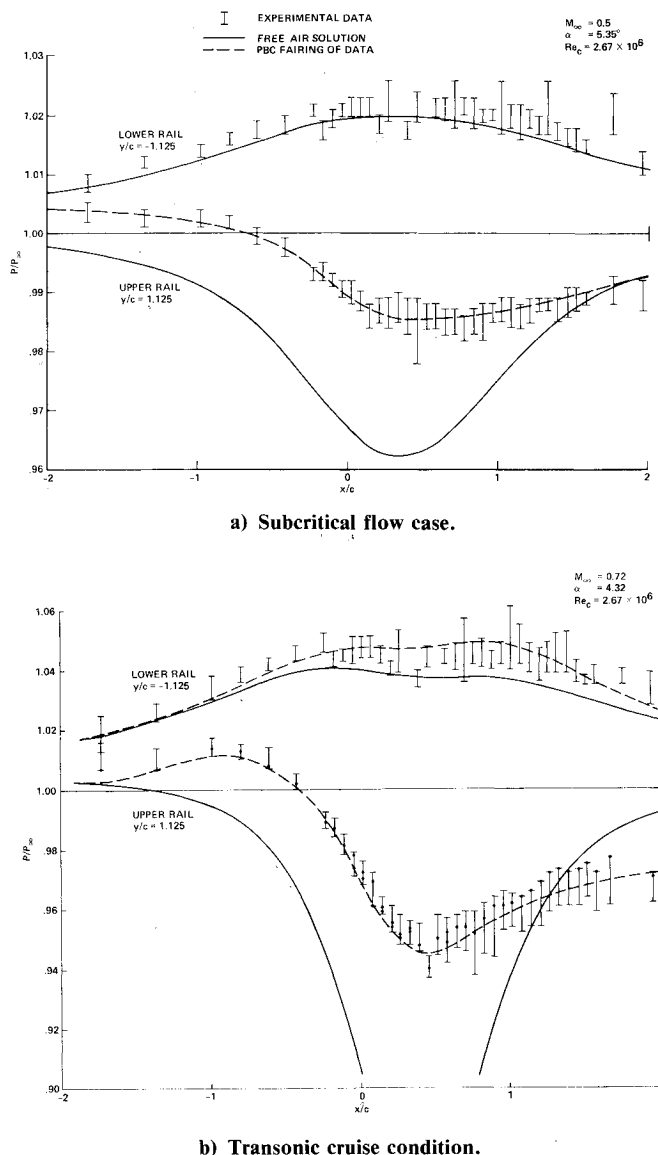 EXPERIMENTAL DATA
FREE AIR SOLUTION
PBC FAIRING OF DATA
M∞ = 0.5
α = 5.35°
Rec = 2.67 × 10⁶
1.03
1.02
1.01
1.00
.99
.98
.97
.96
P/P∞
LOWER RAIL
y/c = -1.125
UPPER RAIL
y/c = 1.125
-2
-1
0
1
2
x/c
a) Subcritical flow case.
M∞ = 0.72
α = 4.32
Rec = 2.67 × 10⁶
1.06
1.04
1.02
1.00
.98
.96
.94
.92
.90
P/P∞
LOWER RAIL
y/c = -1.125
UPPER RAIL
y/c = 1.125
-2
-1
0
1
x/c
b) Transonic cruise condition.